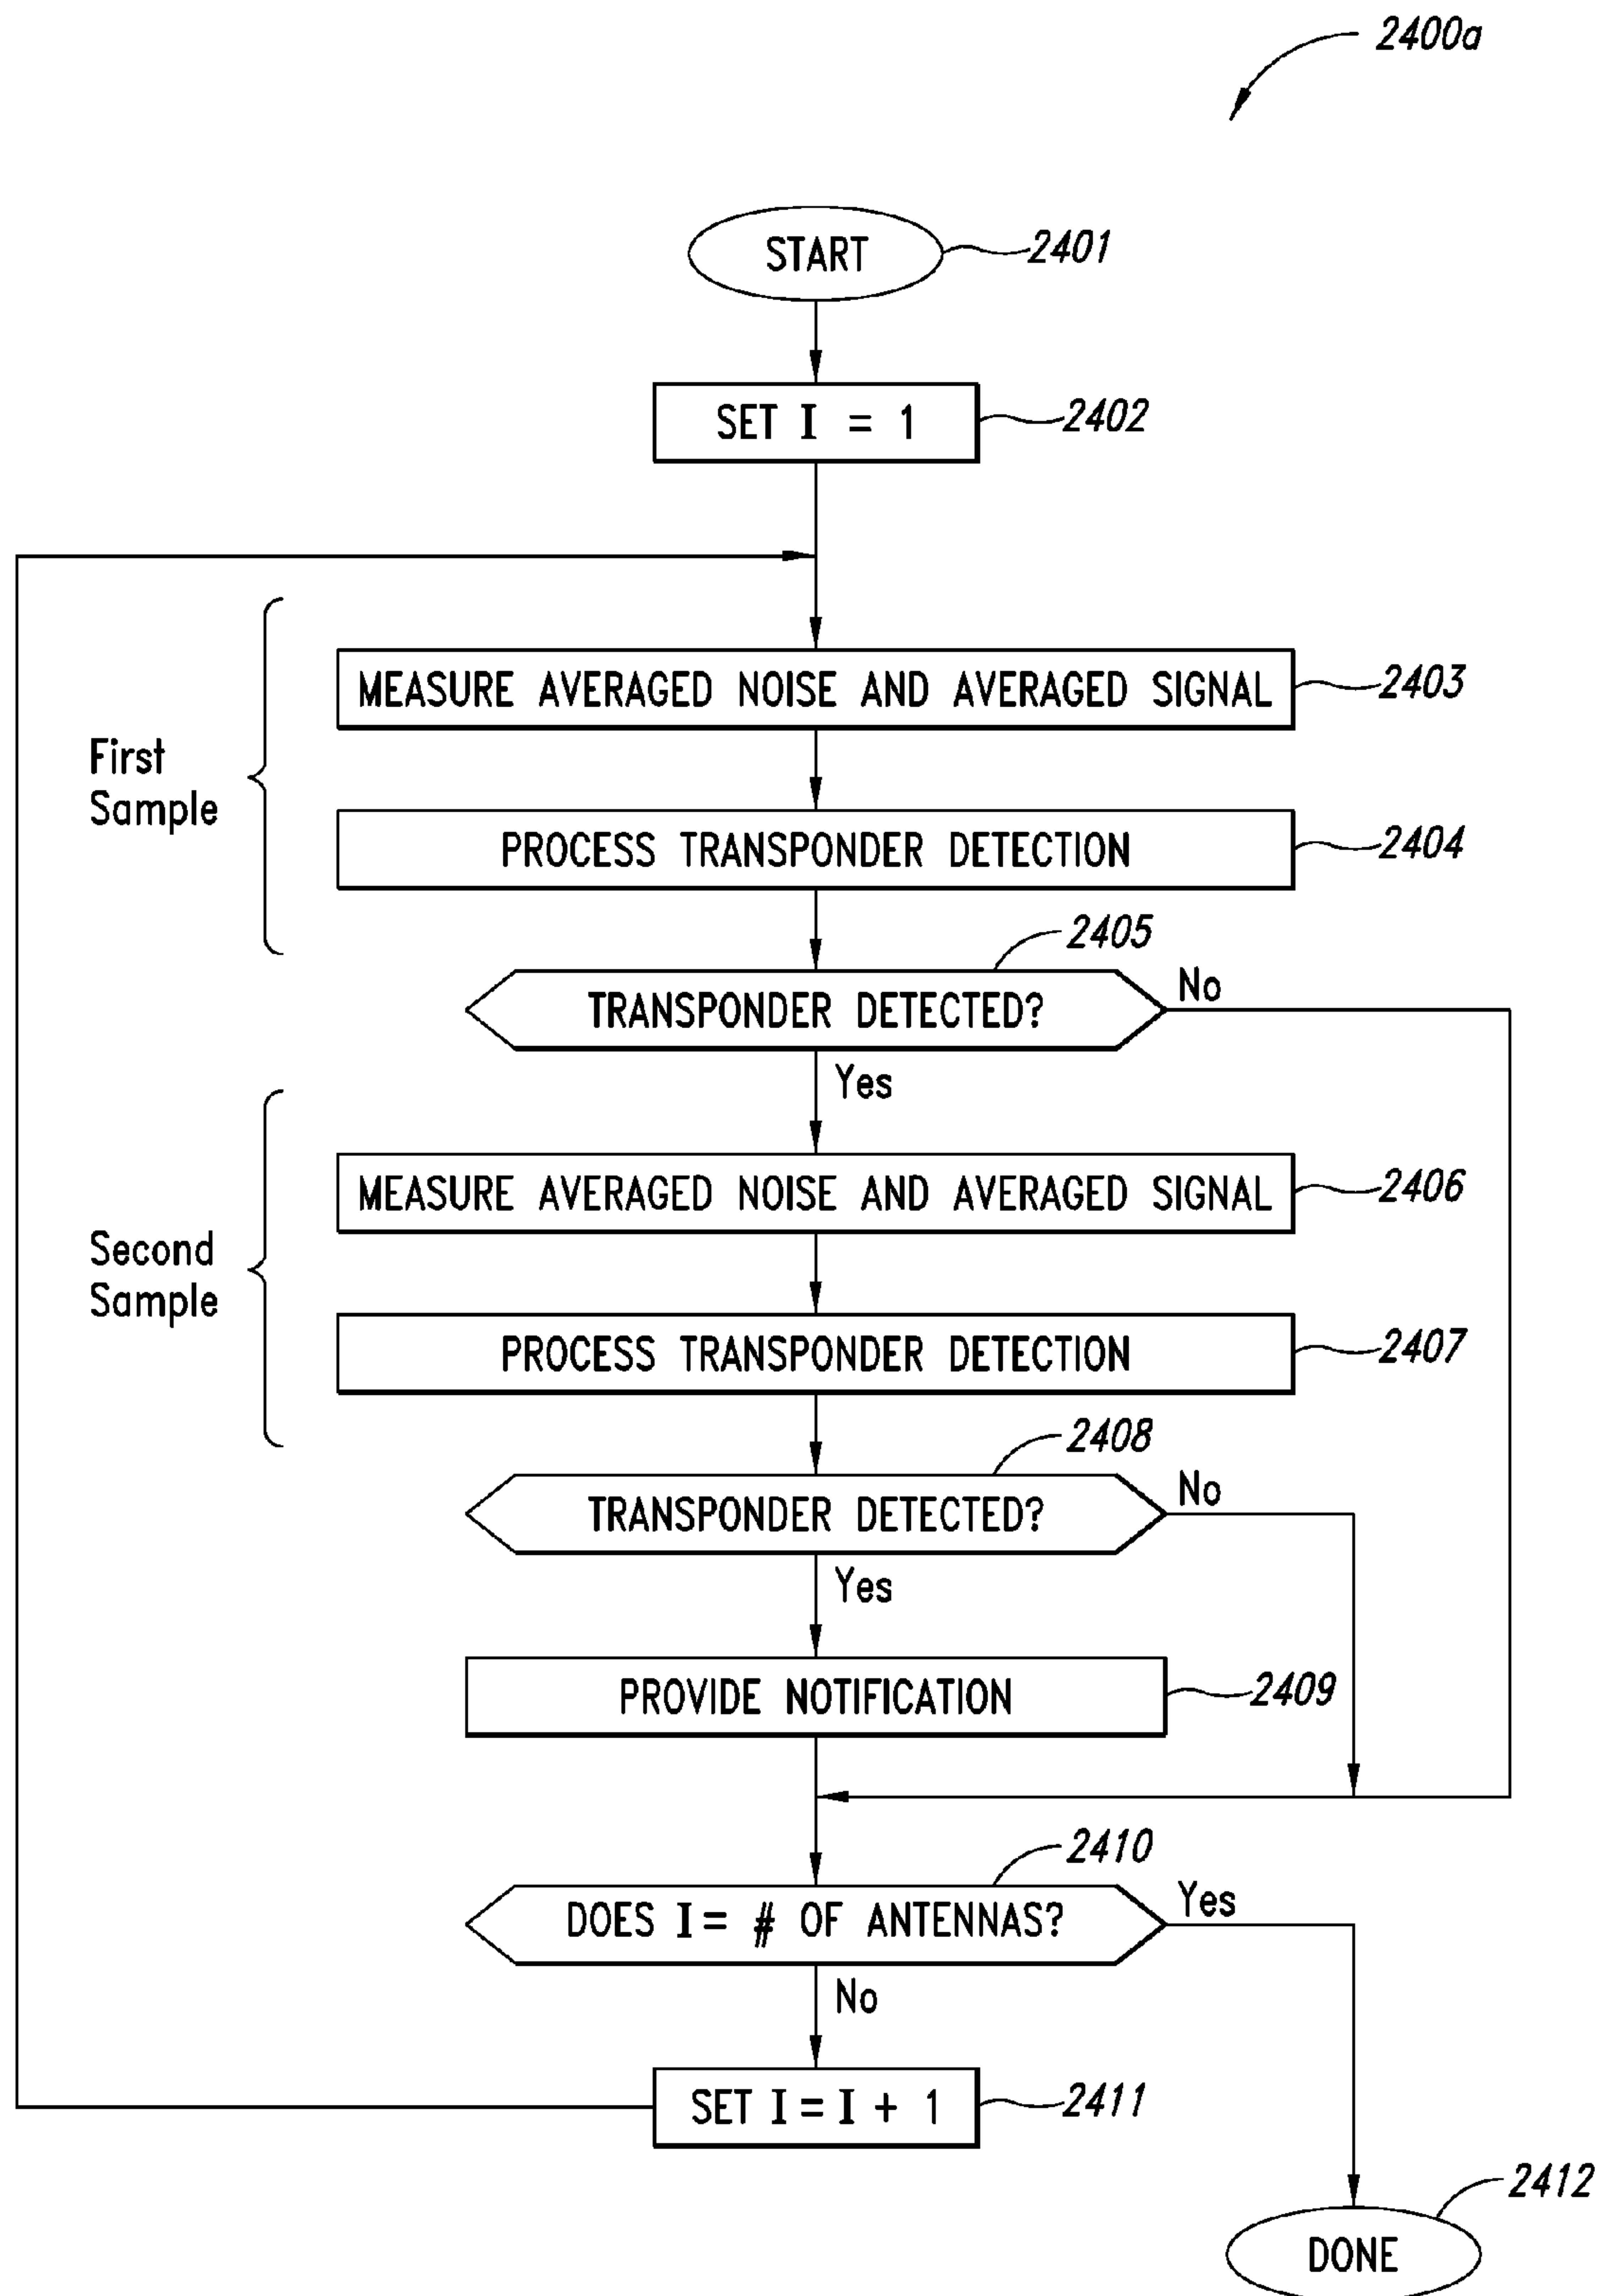 2400a
START
2401
SET I = 1
2402
First
Sample
MEASURE AVERAGED NOISE AND AVERAGED SIGNAL
2403
PROCESS TRANSPONDER DETECTION
2404
2405
TRANSPONDER DETECTED?
No
Yes
Second
Sample
MEASURE AVERAGED NOISE AND AVERAGED SIGNAL
2406
PROCESS TRANSPONDER DETECTION
2407
2408
TRANSPONDER DETECTED?
No
Yes
PROVIDE NOTIFICATION
2409
2410
DOES I = # OF ANTENNAS?
Yes
No
SET I = I + 1
2411
2412
DONE